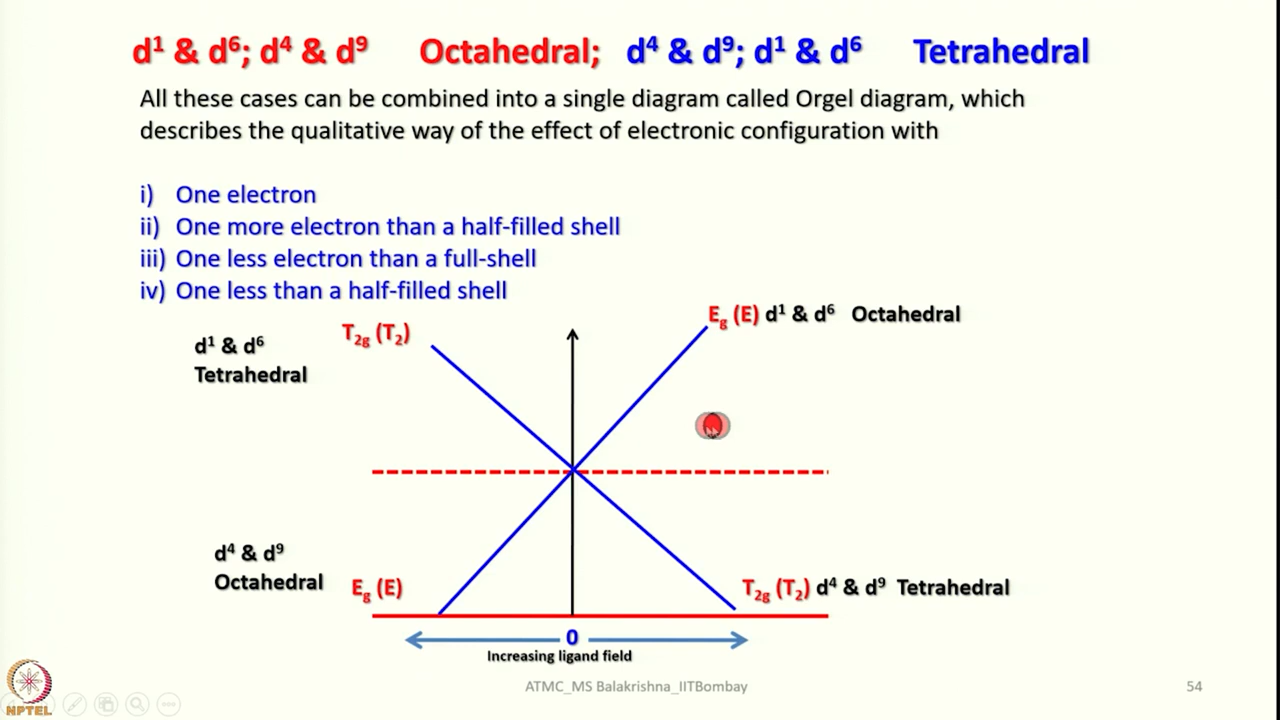 d¹ & d⁶; d⁴ & d⁹ Octahedral; d⁴ & d⁹; d¹ & d⁶ Tetrahedral
All these cases can be combined into a single diagram called Orgel diagram, which
describes the qualitative way of the effect of electronic configuration with
i) One electron
ii) One more electron than a half-filled shell
iii) One less electron than a full-shell
iv) One less than a half-filled shell
E_g (E) d¹ & d⁶ Octahedral
T_2g (T₂)
d¹ & d⁶
Tetrahedral
d⁴ & d⁹
Octahedral
E_g (E)
T_2g (T₂) d⁴ & d⁹ Tetrahedral
0
Increasing ligand field
ATMC_MS Balakrishna_IITBombay
54
NPTEL